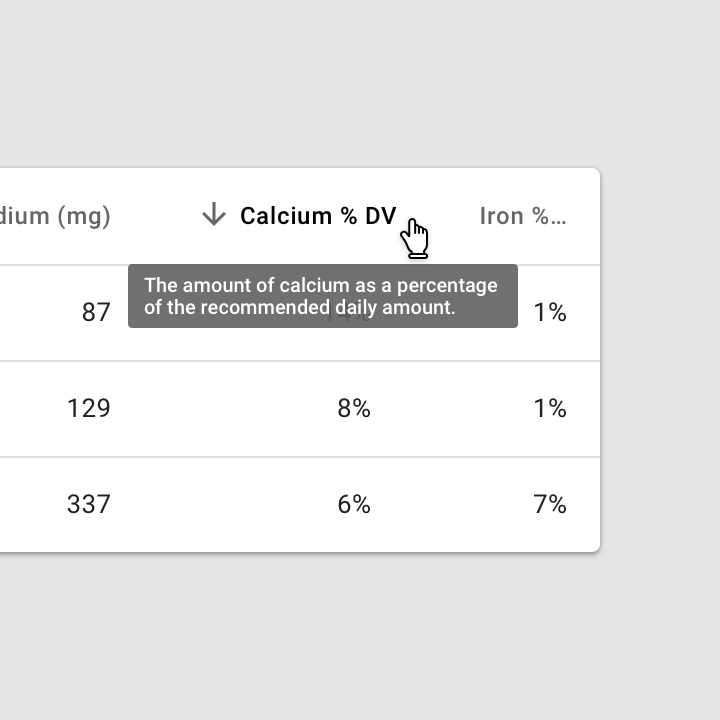 dium (mg) Calcium % DV Iron %...
The amount of calcium as a percentage
of the recommended daily amount.
87 14% 1%
129 8% 1%
337 6% 7%